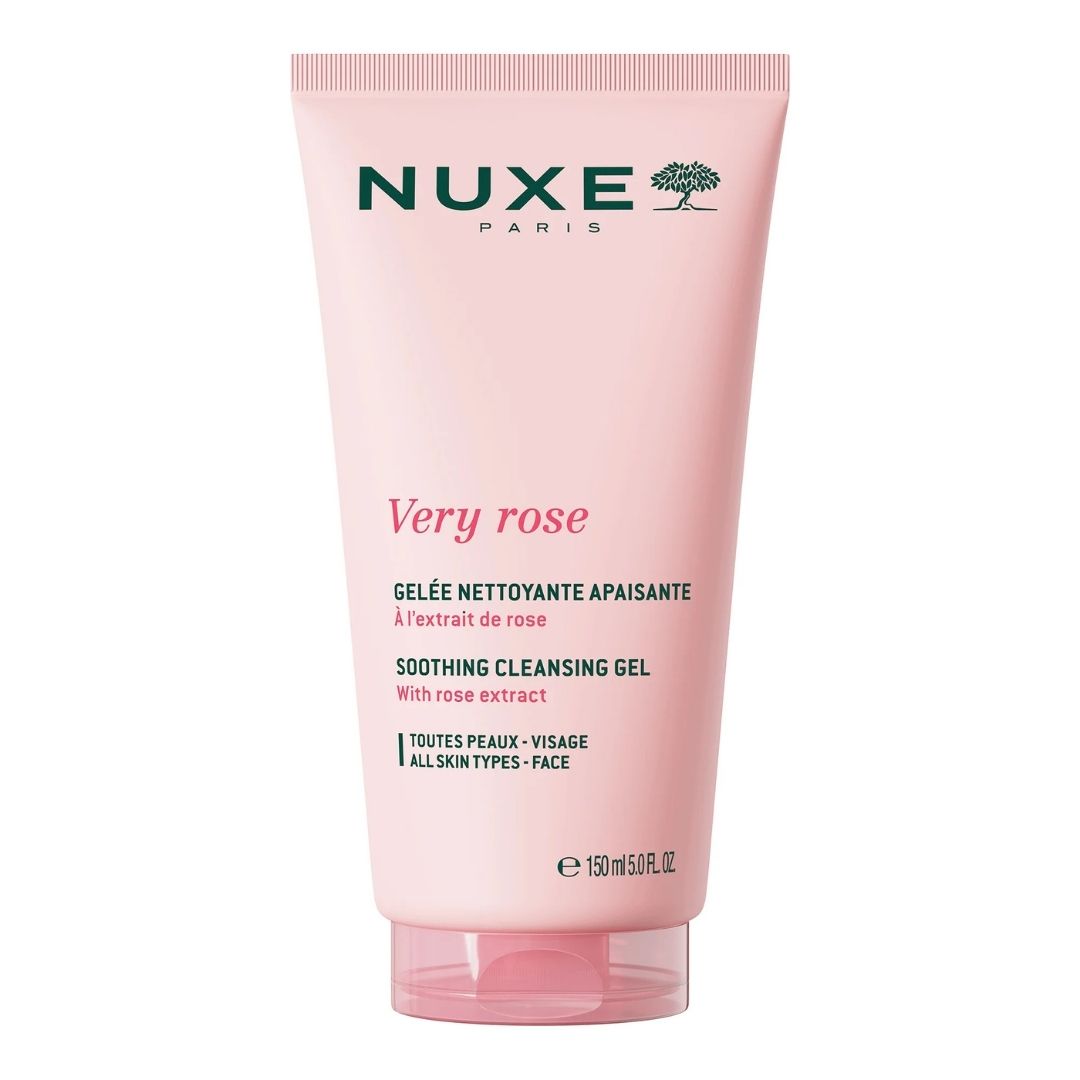 NUXE
PARIS
Very rose
GELÉE NETTOYANTE APAISANTE
À l'extrait de rose
SOOTHING CLEANSING GEL
With rose extract
TOUTES PEAUX - VISAGE
ALL SKIN TYPES - FACE
℮ 150 ml 5.0 FL. OZ.